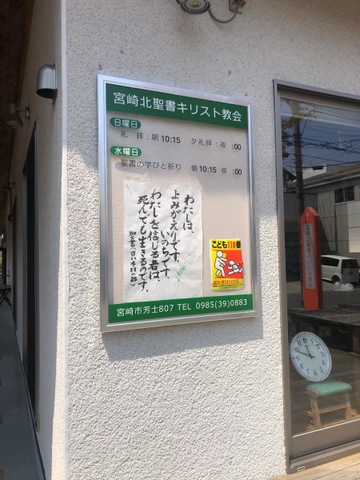 宮崎北聖書キリスト教会
日曜日
礼 拝 : 朝 10:15 夕礼拝 : 夜 :00
水曜日
聖書の学びと祈り 朝 10:15 夜 :00
わたしは、
よみがえりです。
いのちです。
わたしを信じる者は、
死んでも生きるのです。
こども110番
宮崎市芳士807 TEL 0985(39)0883